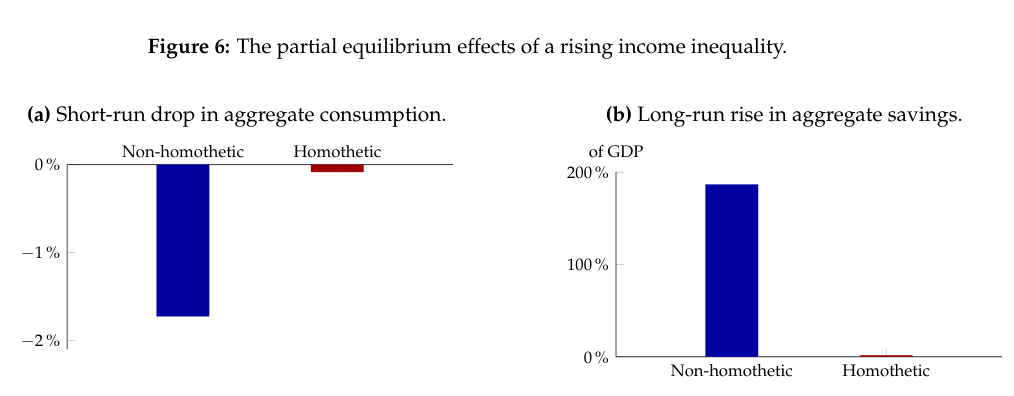 Figure 6: The partial equilibrium effects of a rising income inequality.
(a) Short-run drop in aggregate consumption.
Non-homothetic Homothetic
0 %
−1 %
−2 %
(b) Long-run rise in aggregate savings.
of GDP
200 %
100 %
0 %
Non-homothetic Homothetic